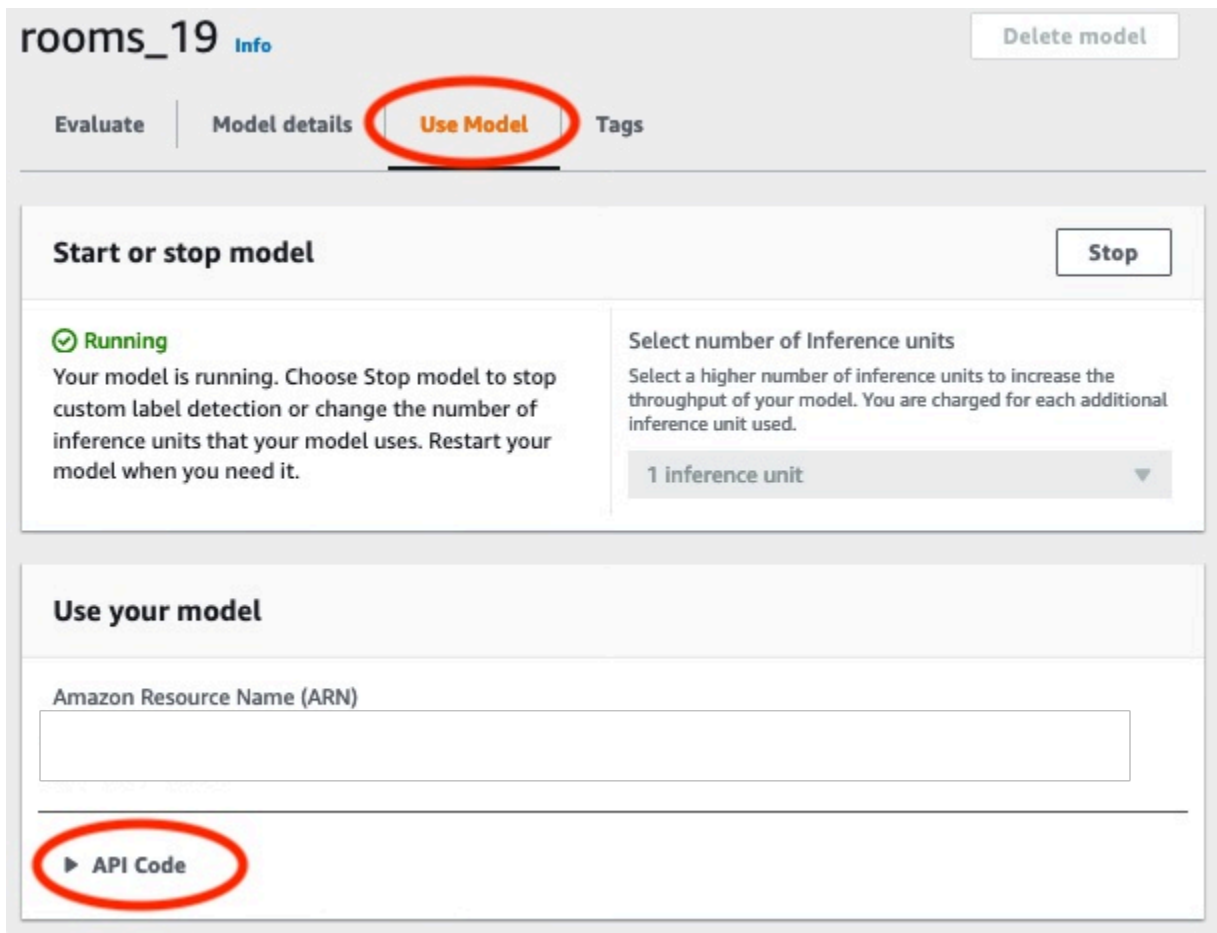 rooms_19 Info
Delete model
Evaluate
Model details
Use Model
Tags
Start or stop model
Stop
Running
Your model is running. Choose Stop model to stop
custom label detection or change the number of
inference units that your model uses. Restart your
model when you need it.
Select number of Inference units
Select a higher number of inference units to increase the
throughput of your model. You are charged for each additional
inference unit used.
1 inference unit
Use your model
Amazon Resource Name (ARN)
API Code